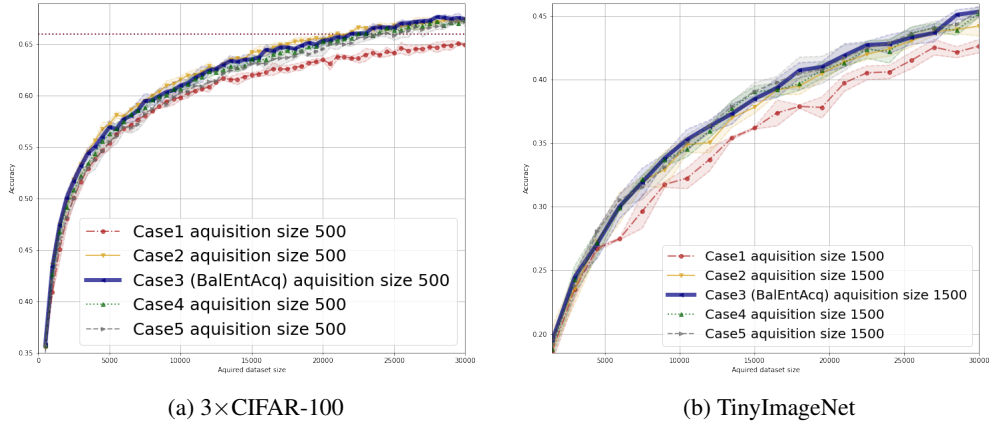 0.65
0.60
0.55
0.50
0.45
0.40
0.35
Accuracy
0 5000 10000 15000 20000 25000 30000
Aquired dataset size
Case1 aquisition size 500
Case2 aquisition size 500
Case3 (BalEntAcq) aquisition size 500
Case4 aquisition size 500
Case5 aquisition size 500
(a) 3×CIFAR-100
0.45
0.40
0.35
0.30
0.25
0.20
Accuracy
5000 10000 15000 20000 25000 30000
Aquired dataset size
Case1 aquisition size 1500
Case2 aquisition size 1500
Case3 (BalEntAcq) aquisition size 1500
Case4 aquisition size 1500
Case5 aquisition size 1500
(b) TinyImageNet